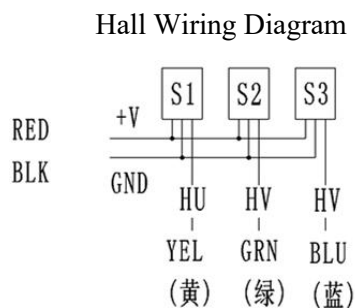 Hall Wiring Diagram
S1 S2 S3
RED +V
BLK GND
HU HV HV
YEL GRN BLU
(黄) (绿) (蓝)